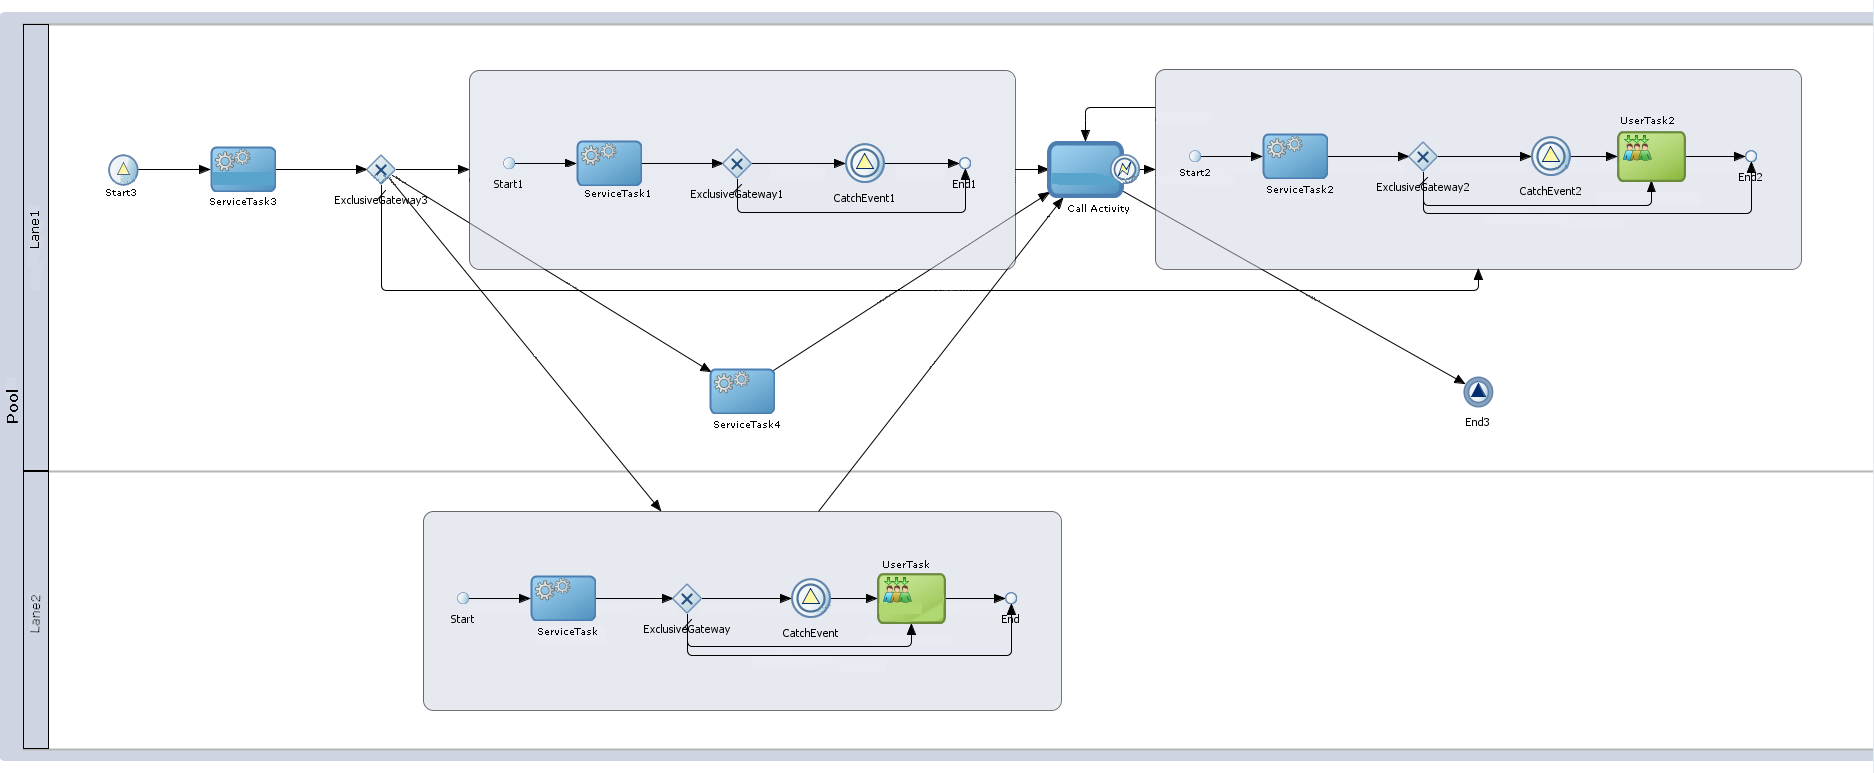 Pool
Lane1
Start3
ServiceTask3
ExclusiveGateway3
Start1
ServiceTask1
ExclusiveGateway1
CatchEvent1
End1
Call Activity
Start2
ServiceTask2
ExclusiveGateway2
CatchEvent2
UserTask2
End2
ServiceTask4
End3
Lane2
Start
ServiceTask
ExclusiveGateway
CatchEvent
UserTask
End